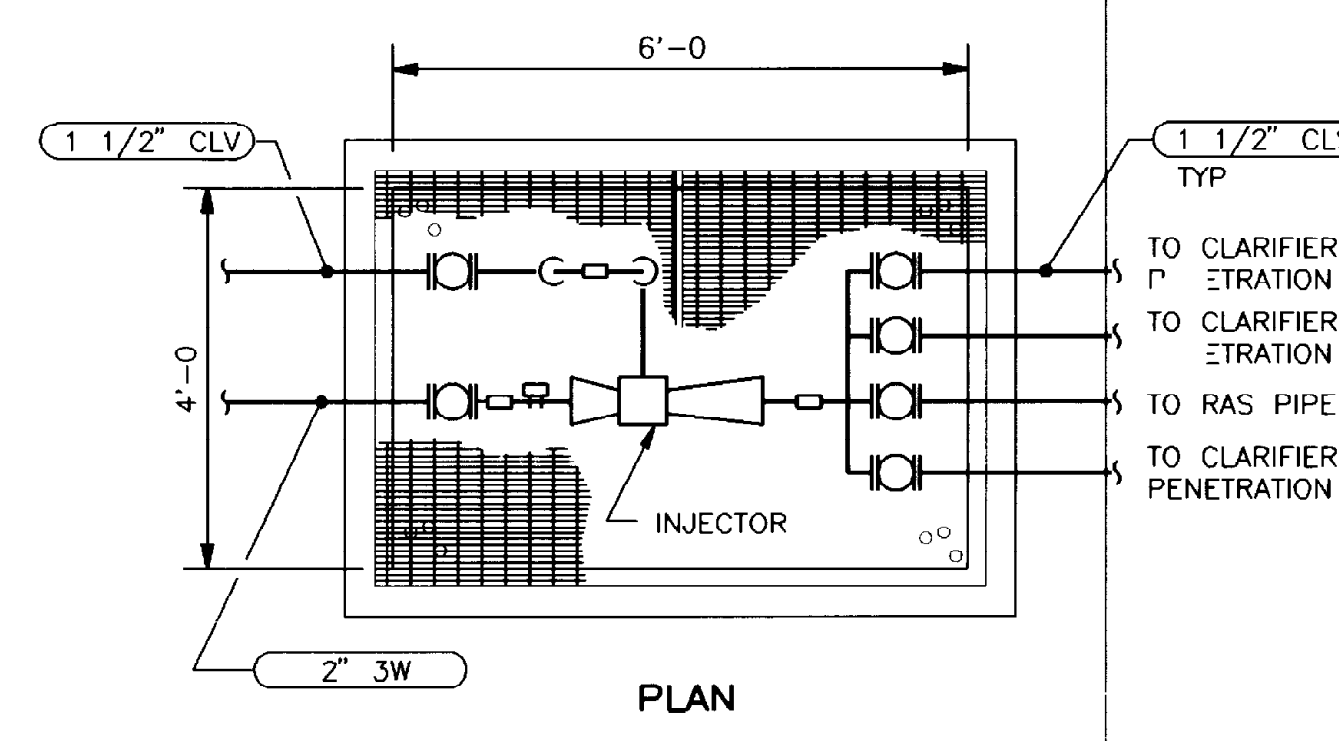 6'-0
1 1/2" CLV
1 1/2"
TYP
TO CLARIFIER
ETRATION
TO CLARIFIER
ETRATION
4'-0
TO RAS PIPE
TO CLARIFIER
PENETRATION
INJECTOR
2" 3W
PLAN